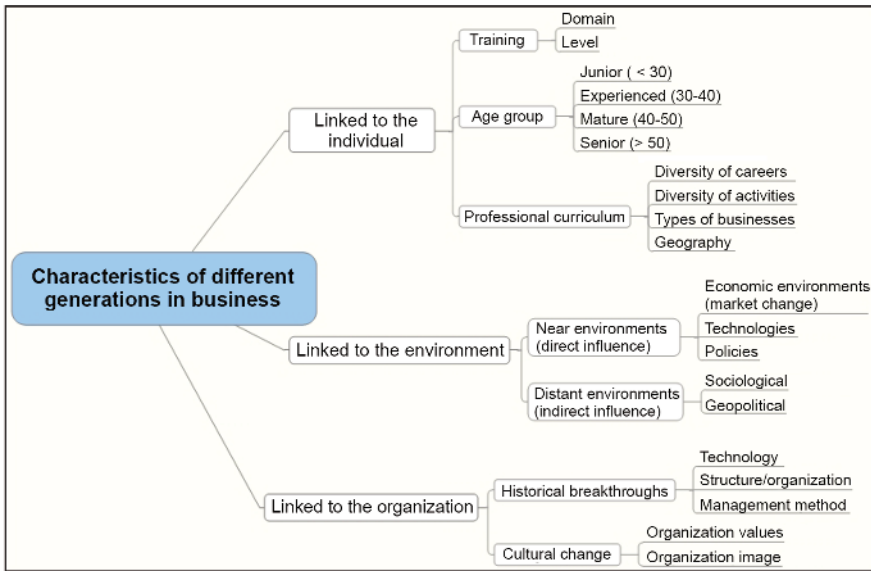 Characteristics of different
generations in business
Linked to the
individual
Training
Domain
Level
Age group
Junior ( < 30)
Experienced (30-40)
Mature (40-50)
Senior (> 50)
Professional curriculum
Diversity of careers
Diversity of activities
Types of businesses
Geography
Linked to the environment
Near environments
(direct influence)
Economic environments
(market change)
Technologies
Policies
Distant environments
(indirect influence)
Sociological
Geopolitical
Linked to the organization
Historical breakthroughs
Technology
Structure/organization
Management method
Cultural change
Organization values
Organization image